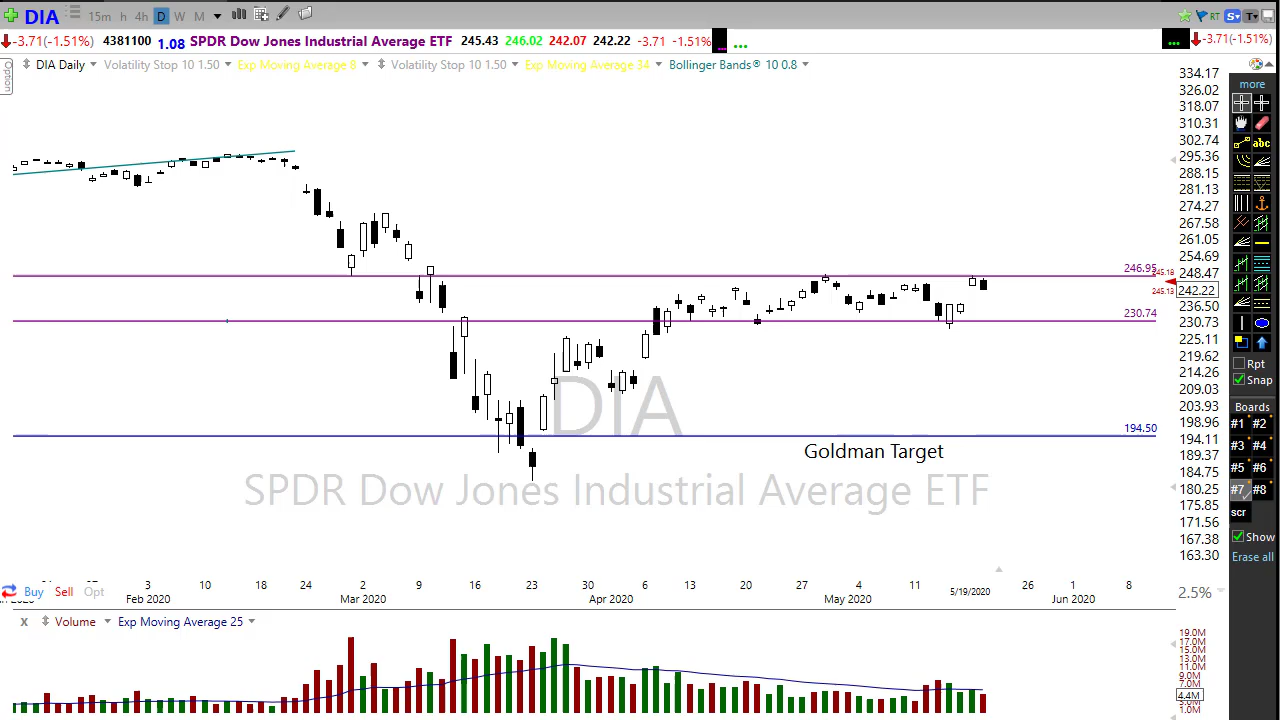 DIA 15m h 4h D W M RT S T
-3.71(-1.51%) 4381100 1.08 SPDR Dow Jones Industrial Average ETF 245.43 246.02 242.07 242.22 -3.71 -1.51% ... ... ... -3.71(-1.51%)
Option
DIA Daily Volatility Stop 10 1.50 Exp Moving Average 8 Volatility Stop 10 1.50 Exp Moving Average 34 Bollinger Bands® 10 0.8
334.17
326.02
318.07
310.31
302.74
295.36
288.15
281.13
274.27
267.58
261.05
254.69
248.47
242.22
236.50
230.73
225.11
219.62
214.26
209.03
203.93
198.96
194.11
189.37
184.75
180.25
175.85
171.56
167.38
163.30
more
abc
Rpt
Snap
Boards
#1 #2
#3 #4
#5 #6
#7 #8
scr
Show
Erase all
246.95
245.18
245.13
230.74
194.50
Goldman Target
DIA
SPDR Dow Jones Industrial Average ETF
3 10 18 24 2 9 16 23 30 6 13 20 27 4 11 5/19/2020 26 1 8
Buy Sell Opt
Feb 2020 Mar 2020 Apr 2020 May 2020 Jun 2020
2.5%
X Volume Exp Moving Average 25
19.0M
15.0M
13.0M
11.0M
9.0M
7.0M
4.4M
3.0M
1.0M